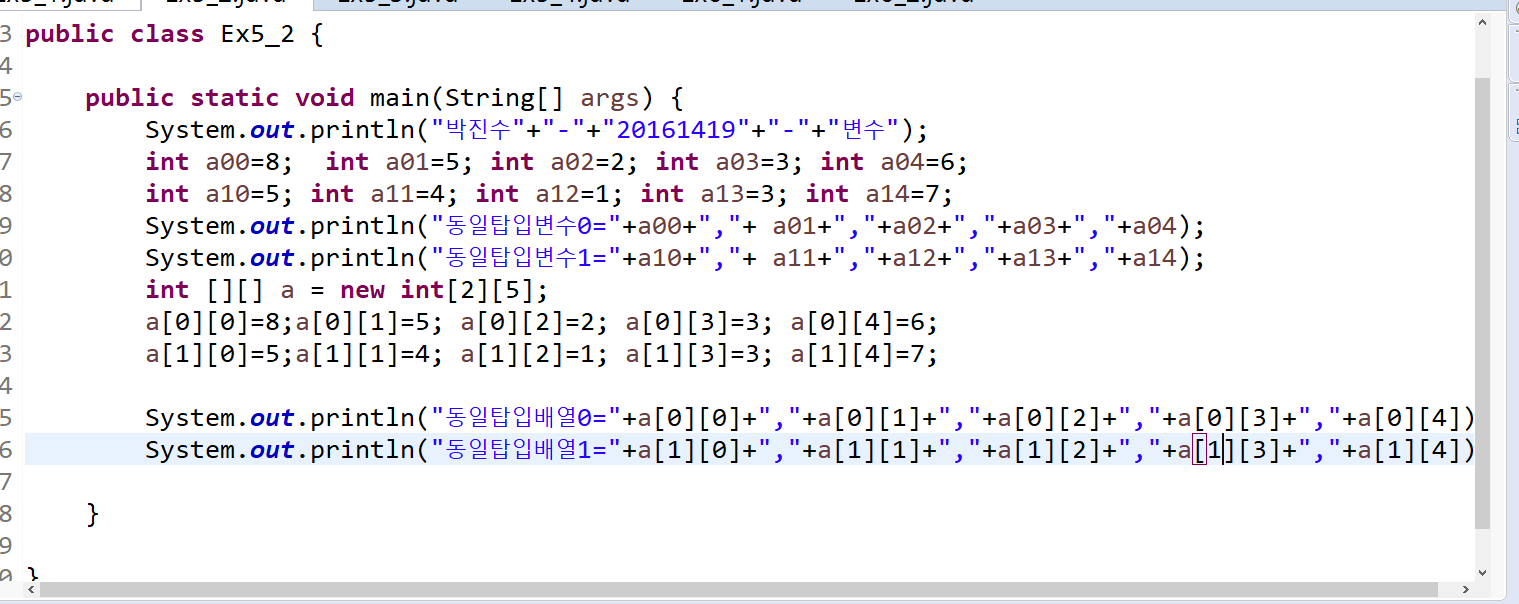 3 public class Ex5_2 {
4
5 public static void main(String[] args) {
6 System.out.println("박진수"+"-"+"20161419"+"-"+"변수");
7 int a00=8;  int a01=5; int a02=2; int a03=3; int a04=6;
8 int a10=5; int a11=4; int a12=1; int a13=3; int a14=7;
9 System.out.println("동일탑입변수0="+a00+","+ a01+","+a02+","+a03+","+a04);
0 System.out.println("동일탑입변수1="+a10+","+ a11+","+a12+","+a13+","+a14);
1 int [][] a = new int[2][5];
2 a[0][0]=8;a[0][1]=5; a[0][2]=2; a[0][3]=3; a[0][4]=6;
3 a[1][0]=5;a[1][1]=4; a[1][2]=1; a[1][3]=3; a[1][4]=7;
4
5 System.out.println("동일탑입배열0="+a[0][0]+","+a[0][1]+","+a[0][2]+","+a[0][3]+","+a[0][4])
6 System.out.println("동일탑입배열1="+a[1][0]+","+a[1][1]+","+a[1][2]+","+a[1][3]+","+a[1][4])
7
8 }
9
0 }